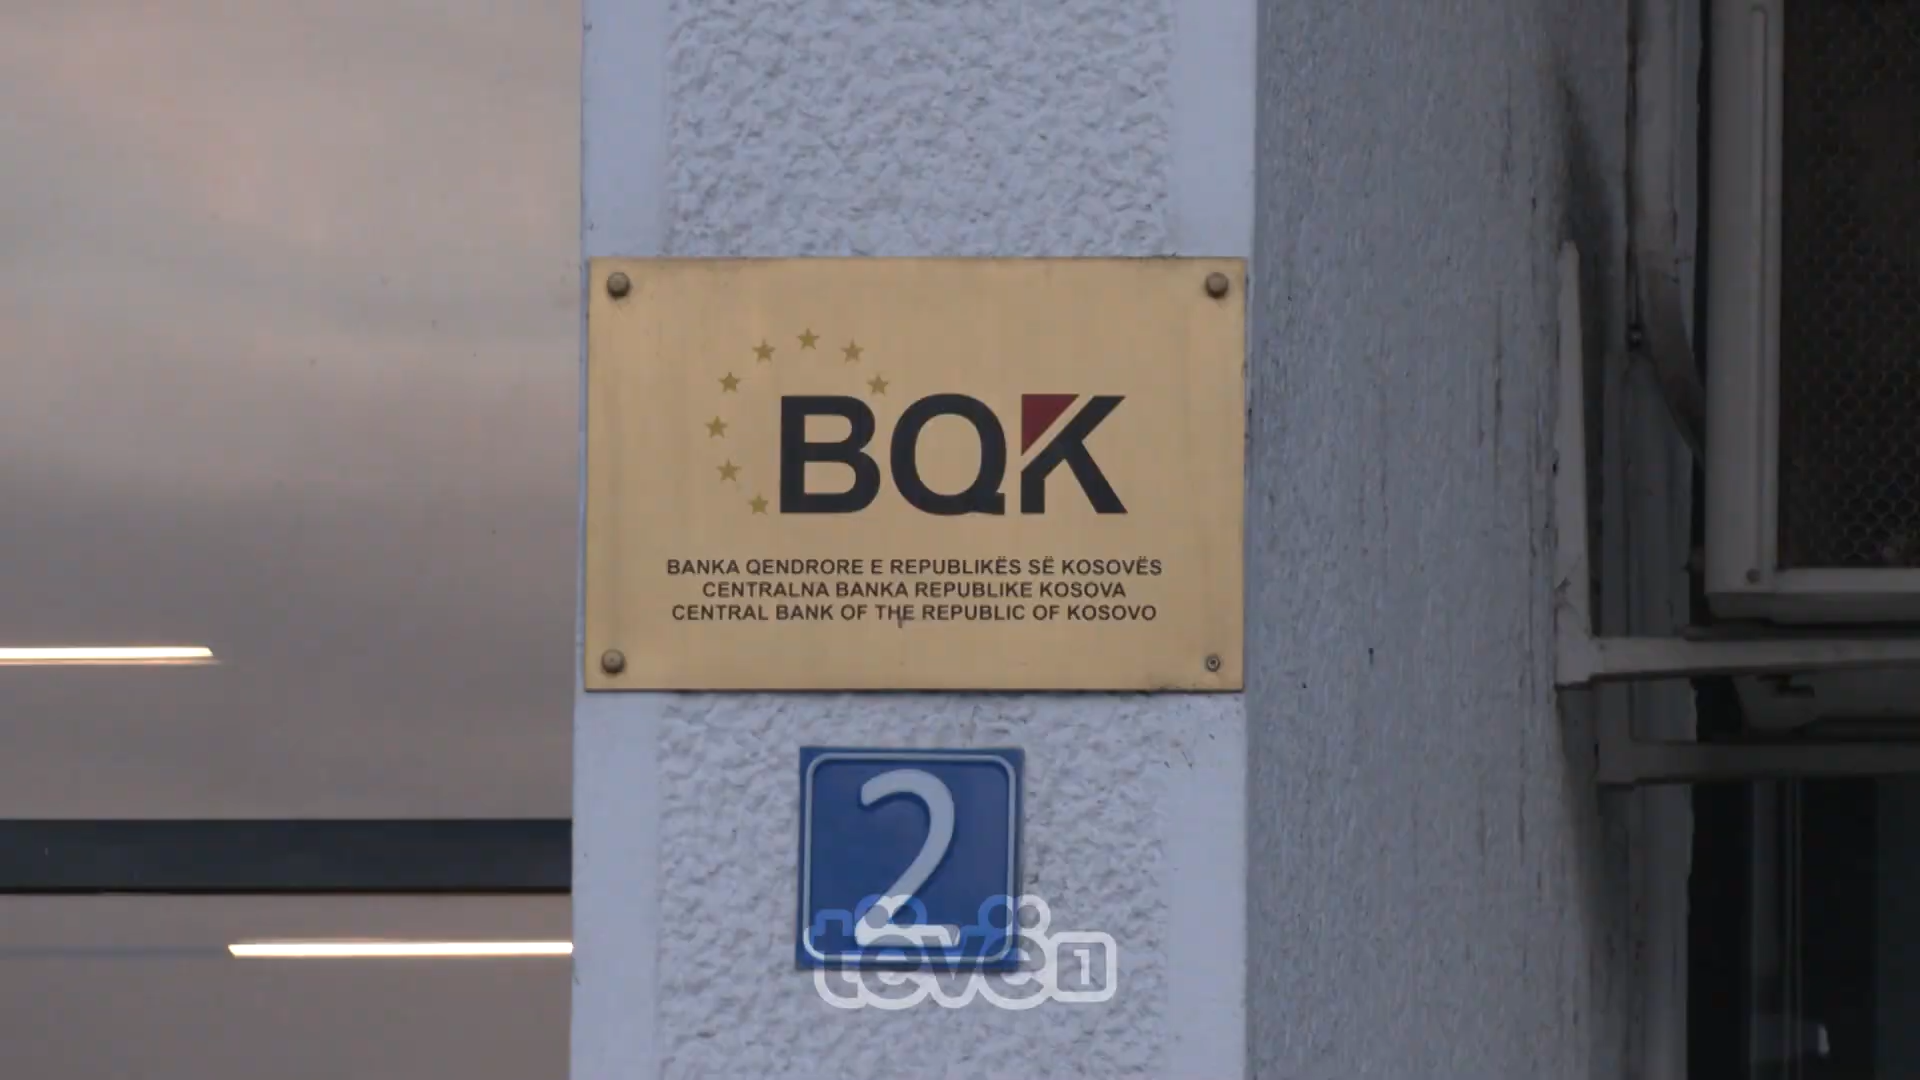 BQK
BANKA QENDRORE E REPUBLIKËS SË KOSOVËS
CENTRALNA BANKA REPUBLIKE KOSOVA
CENTRAL BANK OF THE REPUBLIC OF KOSOVO
2
tëvë1